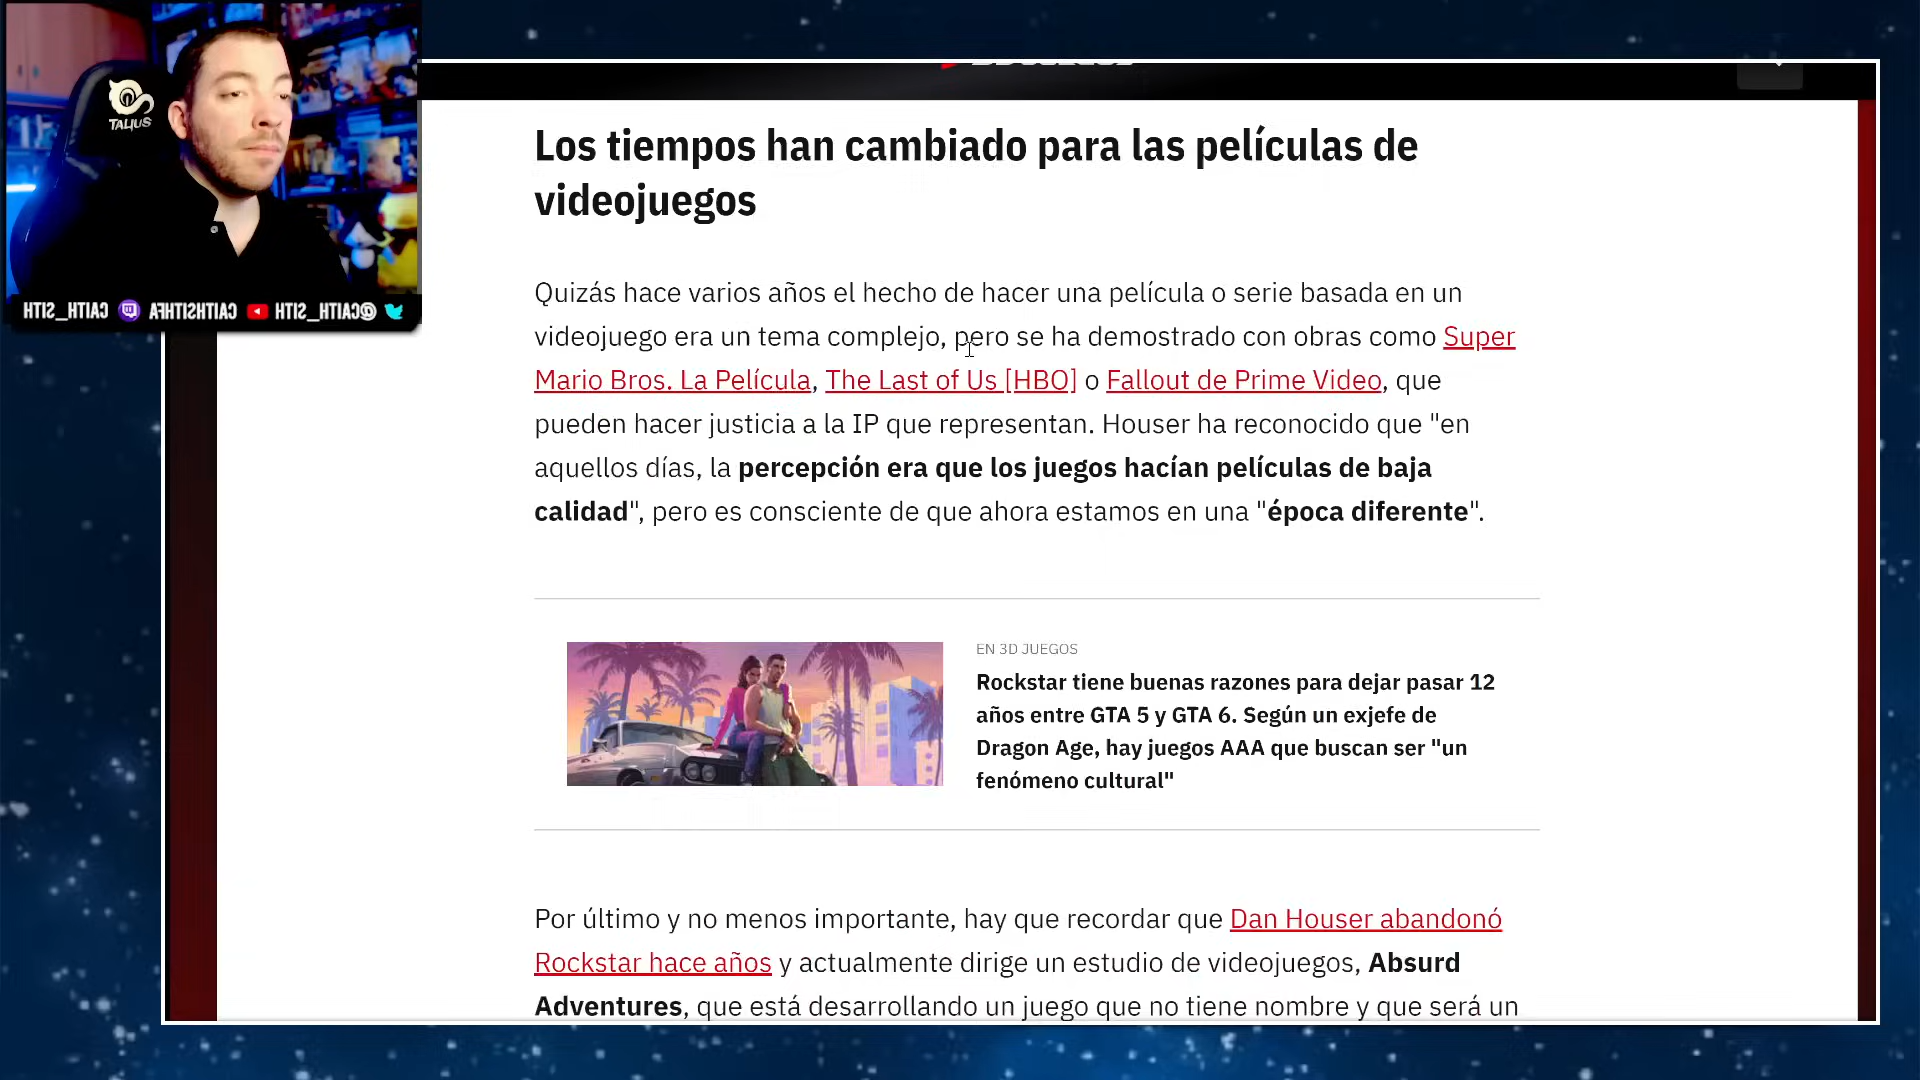 TALIUS
CAITH_SITH CAITHSITHFA CAITH_SITH @CAITH_SITH
Los tiempos han cambiado para las películas de
videojuegos
Quizás hace varios años el hecho de hacer una película o serie basada en un
videojuego era un tema complejo, pero se ha demostrado con obras como Super
Mario Bros. La Película, The Last of Us [HBO] o Fallout de Prime Video, que
pueden hacer justicia a la IP que representan. Houser ha reconocido que "en
aquellos días, la percepción era que los juegos hacían películas de baja
calidad", pero es consciente de que ahora estamos en una "época diferente".
EN 3D JUEGOS
Rockstar tiene buenas razones para dejar pasar 12
años entre GTA 5 y GTA 6. Según un exjefe de
Dragon Age, hay juegos AAA que buscan ser "un
fenómeno cultural"
Por último y no menos importante, hay que recordar que Dan Houser abandonó
Rockstar hace años y actualmente dirige un estudio de videojuegos, Absurd
Adventures, que está desarrollando un juego que no tiene nombre y que será un